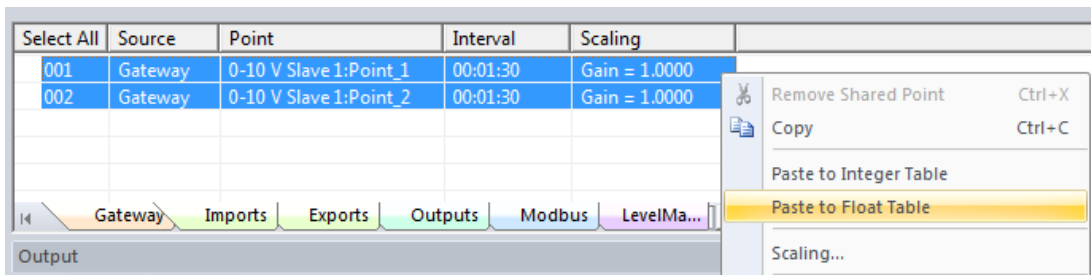 Select All Source Point Interval Scaling
001 Gateway 0-10 V Slave 1:Point_1 00:01:30 Gain = 1.0000
002 Gateway 0-10 V Slave 1:Point_2 00:01:30 Gain = 1.0000
Remove Shared Point Ctrl+X
Copy Ctrl+C
Paste to Integer Table
Paste to Float Table
Scaling...
Gateway Imports Exports Outputs Modbus LevelMa...
Output